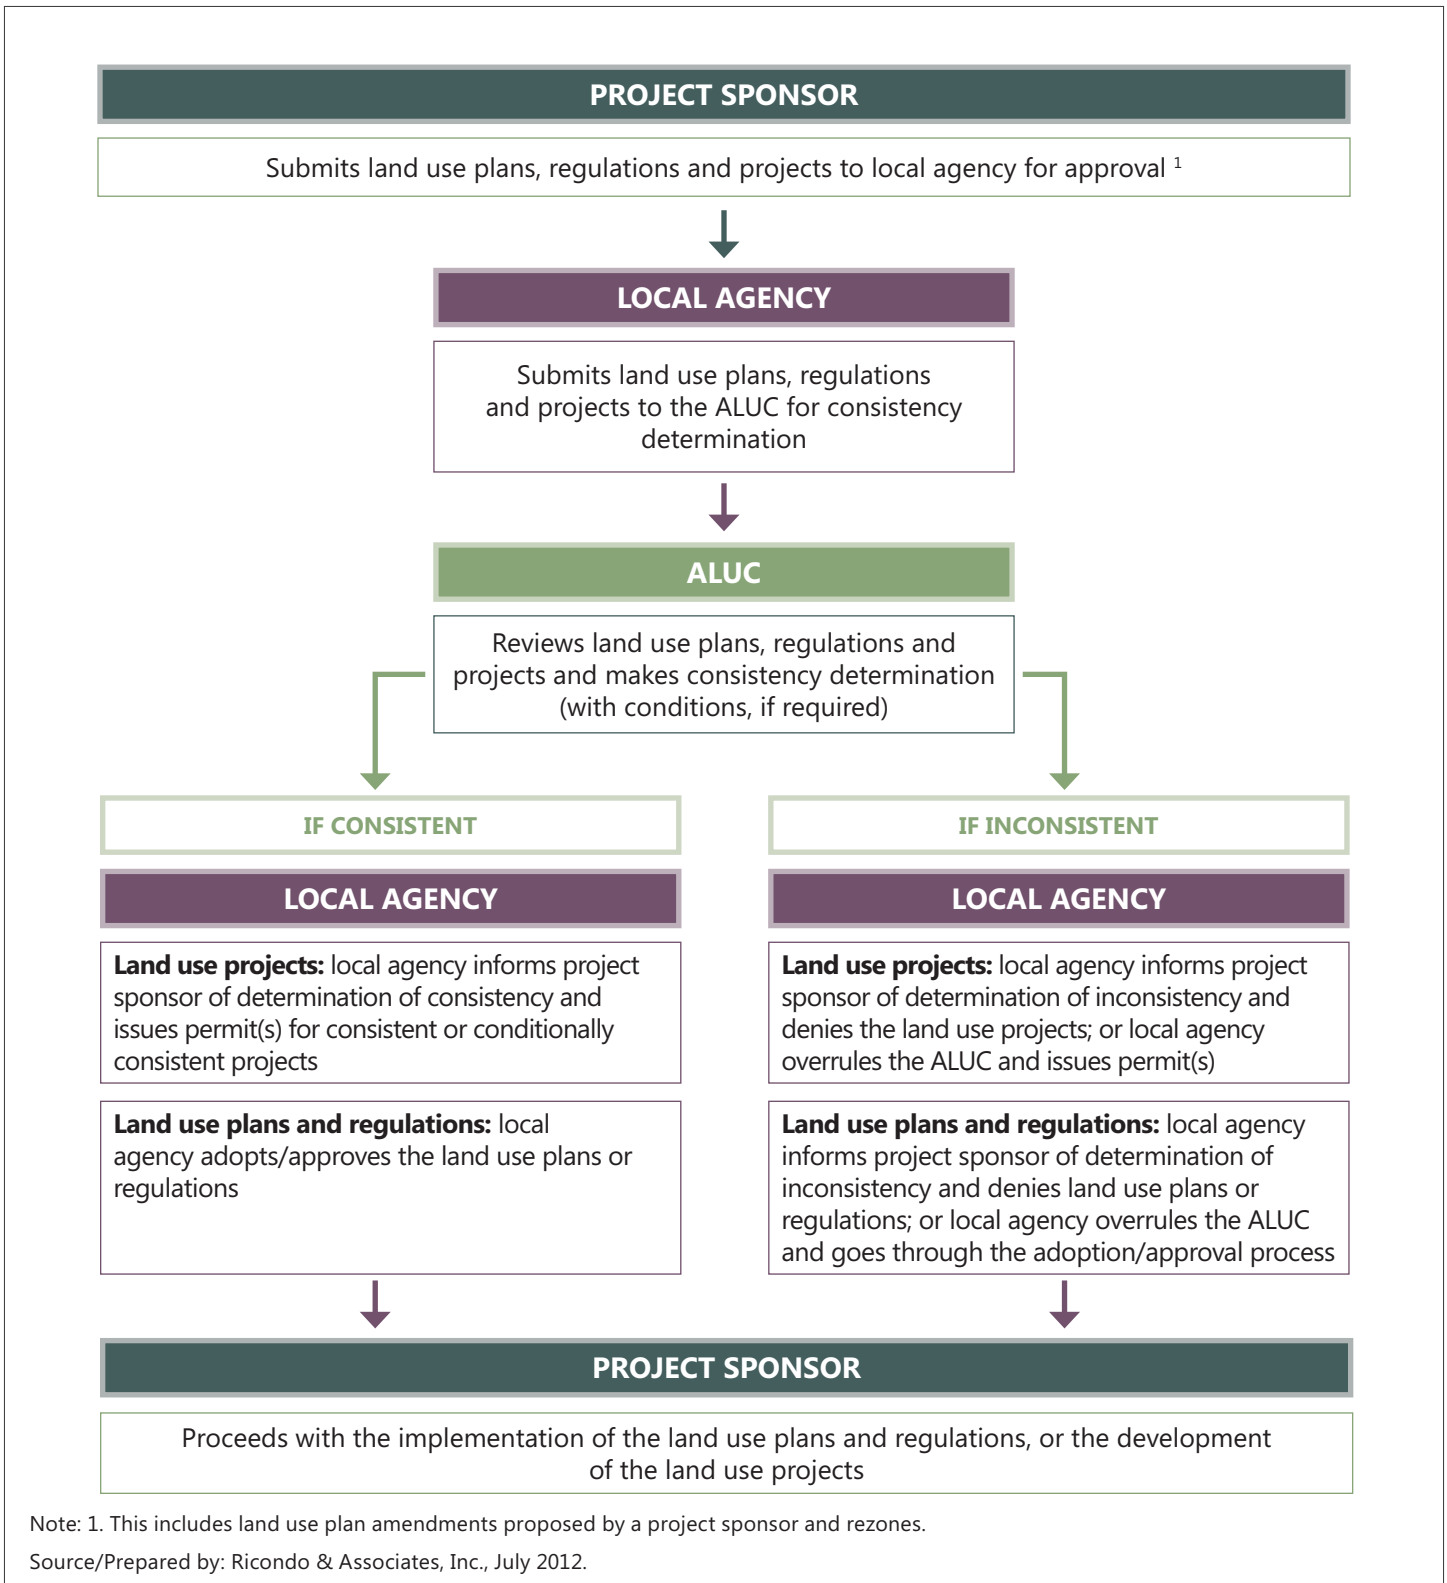 PROJECT SPONSOR
Submits land use plans, regulations and projects to local agency for approval 1
LOCAL AGENCY
Submits land use plans, regulations
and projects to the ALUC for consistency
determination
ALUC
Reviews land use plans, regulations and
projects and makes consistency determination
(with conditions, if required)
IF CONSISTENT
LOCAL AGENCY
Land use projects: local agency informs project
sponsor of determination of consistency and
issues permit(s) for consistent or conditionally
consistent projects
Land use plans and regulations: local
agency adopts/approves the land use plans or
regulations
IF INCONSISTENT
LOCAL AGENCY
Land use projects: local agency informs project
sponsor of determination of inconsistency and
denies the land use projects; or local agency
overrules the ALUC and issues permit(s)
Land use plans and regulations: local agency
informs project sponsor of determination of
inconsistency and denies land use plans or
regulations; or local agency overrules the ALUC
and goes through the adoption/approval process
PROJECT SPONSOR
Proceeds with the implementation of the land use plans and regulations, or the development
of the land use projects
Note: 1. This includes land use plan amendments proposed by a project sponsor and rezones.
Source/Prepared by: Ricondo & Associates, Inc., July 2012.